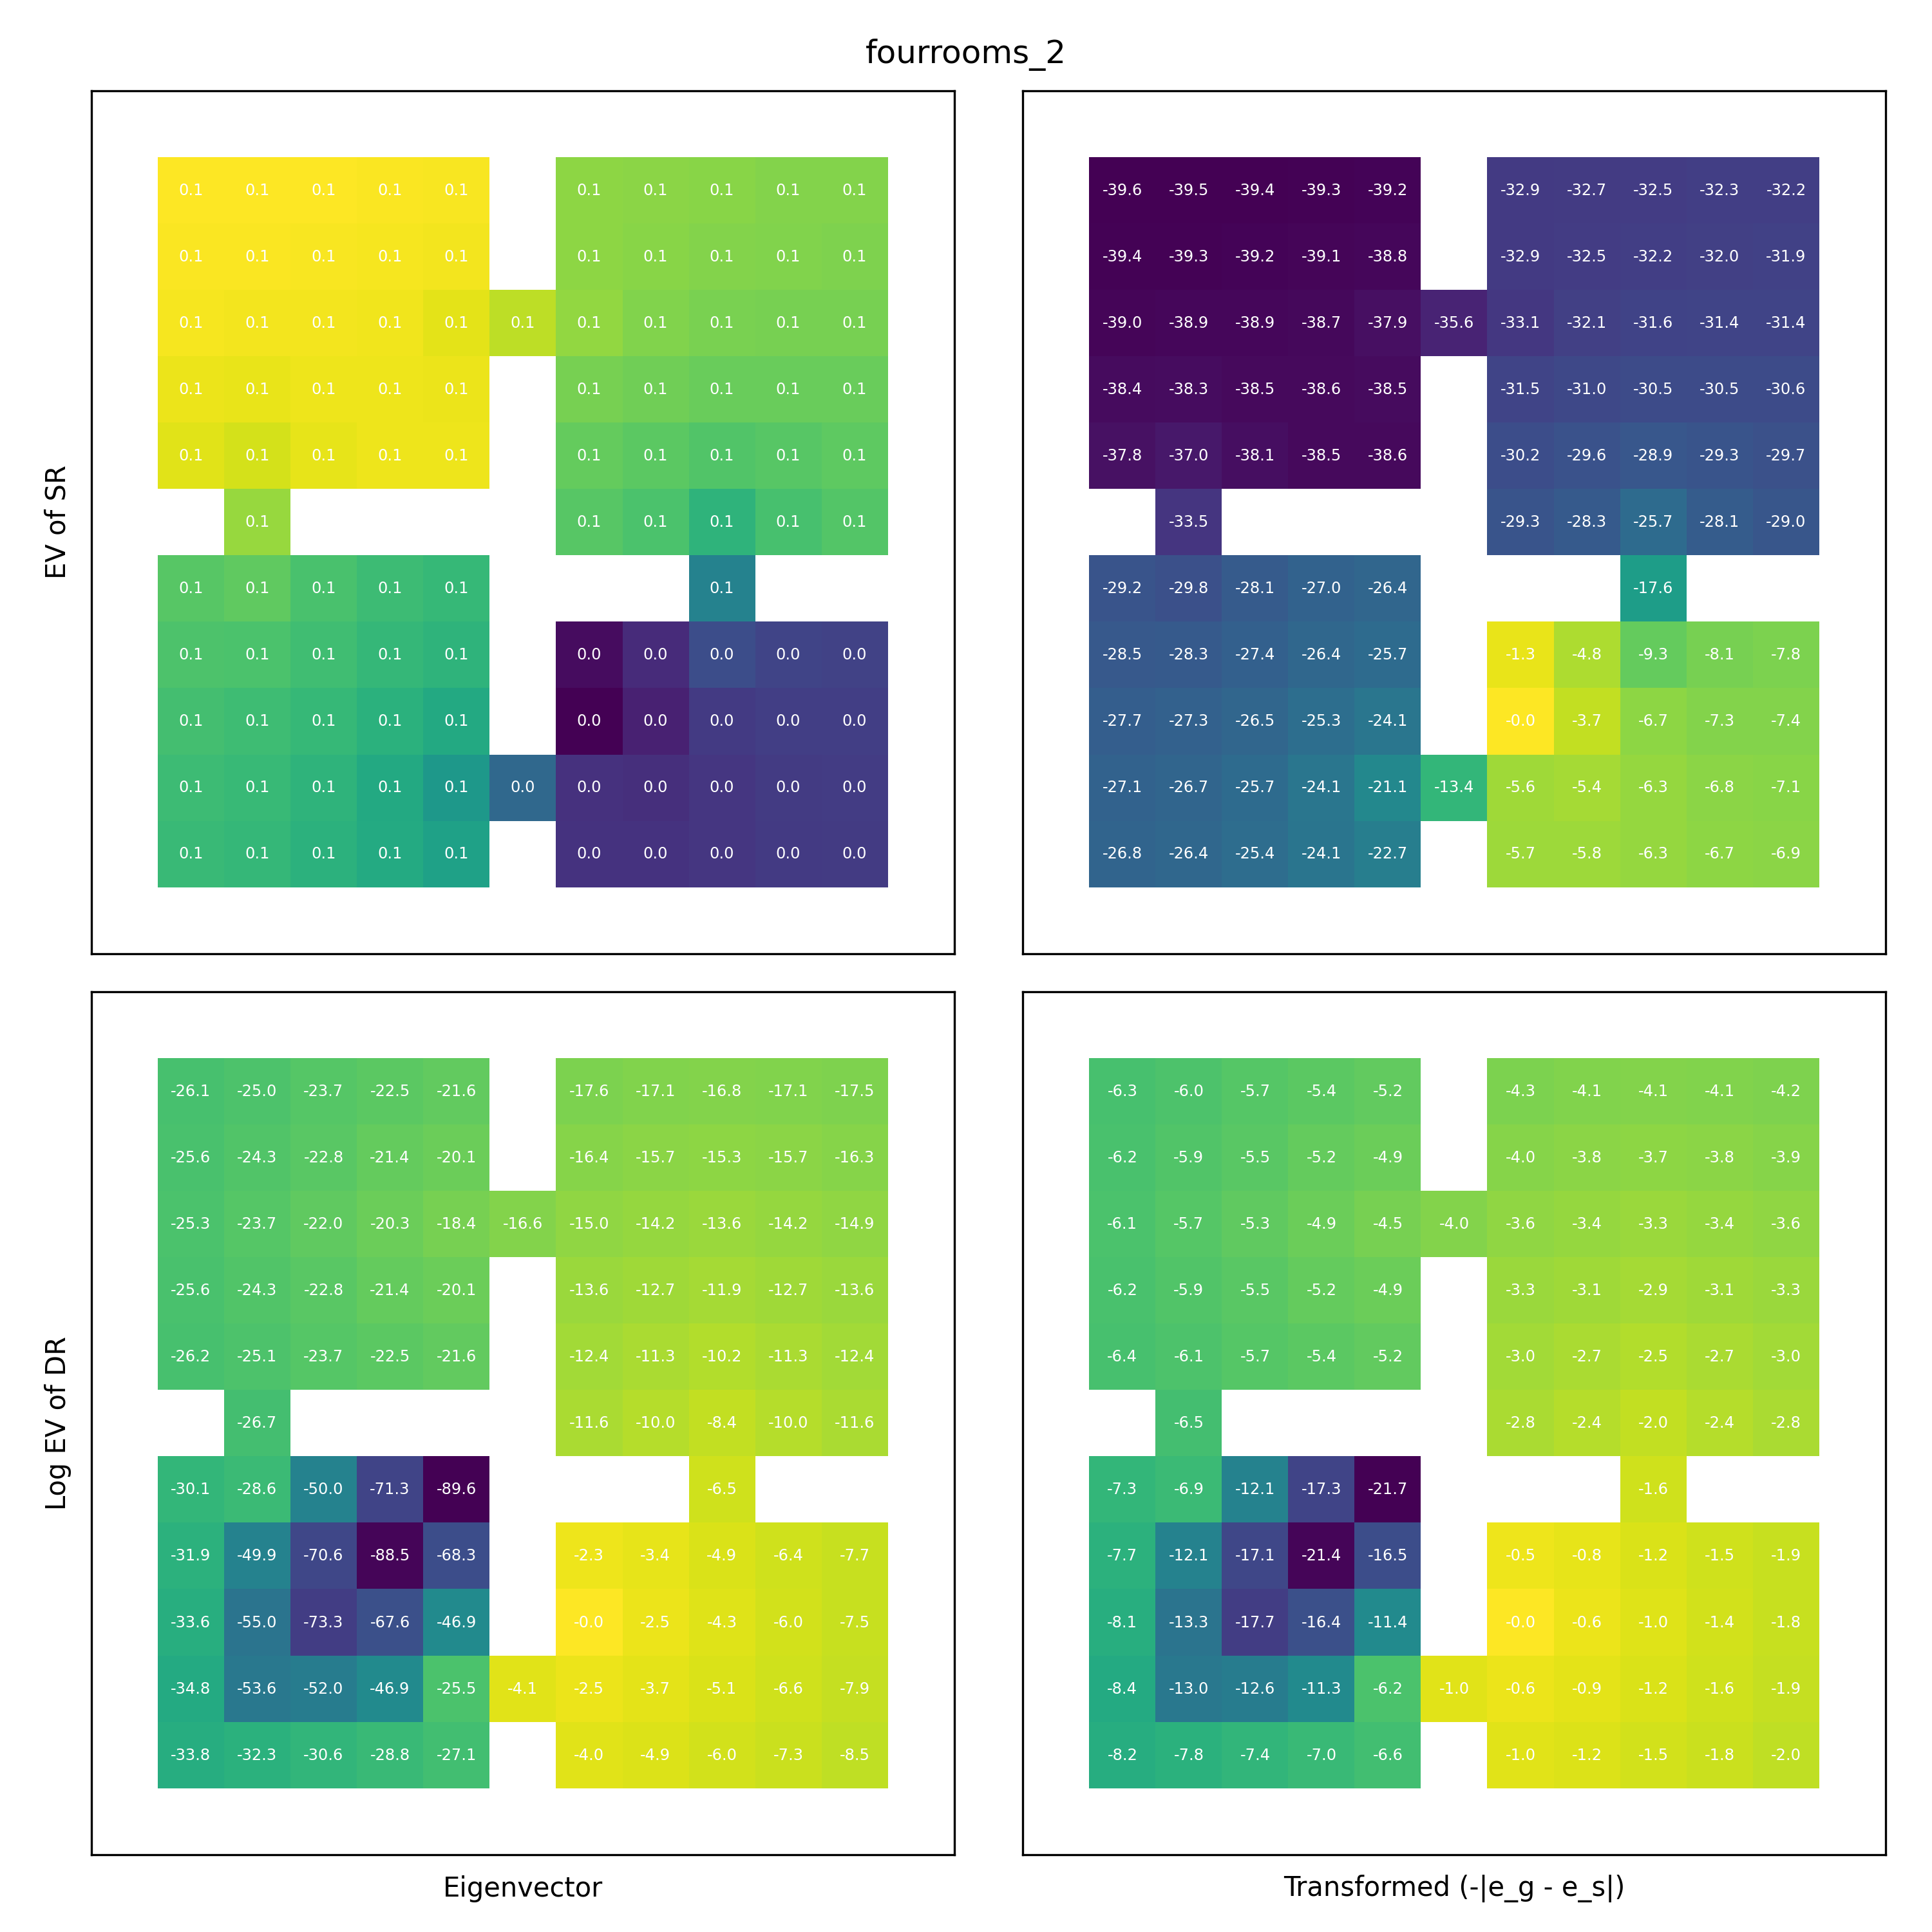 fourrooms_2
EV of SR
0.1 0.1 0.1 0.1 0.1 0.1 0.1 0.1 0.1 0.1
0.1 0.1 0.1 0.1 0.1 0.1 0.1 0.1 0.1 0.1
0.1 0.1 0.1 0.1 0.1 0.1 0.1 0.1 0.1 0.1 0.1
0.1 0.1 0.1 0.1 0.1 0.1 0.1 0.1 0.1 0.1
0.1 0.1 0.1 0.1 0.1 0.1 0.1 0.1 0.1 0.1
0.1 0.1 0.1 0.1 0.1 0.1
0.1 0.1 0.1 0.1 0.1 0.1
0.1 0.1 0.1 0.1 0.1 0.0 0.0 0.0 0.0 0.0
0.1 0.1 0.1 0.1 0.1 0.0 0.0 0.0 0.0 0.0
0.1 0.1 0.1 0.1 0.1 0.0 0.0 0.0 0.0 0.0 0.0
0.1 0.1 0.1 0.1 0.1 0.0 0.0 0.0 0.0 0.0
-39.6 -39.5 -39.4 -39.3 -39.2 -32.9 -32.7 -32.5 -32.3 -32.2
-39.4 -39.3 -39.2 -39.1 -38.8 -32.9 -32.5 -32.2 -32.0 -31.9
-39.0 -38.9 -38.9 -38.7 -37.9 -35.6 -33.1 -32.1 -31.6 -31.4 -31.4
-38.4 -38.3 -38.5 -38.6 -38.5 -31.5 -31.0 -30.5 -30.5 -30.6
-37.8 -37.0 -38.1 -38.5 -38.6 -30.2 -29.6 -28.9 -29.3 -29.7
-33.5 -29.3 -28.3 -25.7 -28.1 -29.0
-29.2 -29.8 -28.1 -27.0 -26.4 -17.6
-28.5 -28.3 -27.4 -26.4 -25.7 -1.3 -4.8 -9.3 -8.1 -7.8
-27.7 -27.3 -26.5 -25.3 -24.1 -0.0 -3.7 -6.7 -7.3 -7.4
-27.1 -26.7 -25.7 -24.1 -21.1 -13.4 -5.6 -5.4 -6.3 -6.8 -7.1
-26.8 -26.4 -25.4 -24.1 -22.7 -5.7 -5.8 -6.3 -6.7 -6.9
Log EV of DR
-26.1 -25.0 -23.7 -22.5 -21.6 -17.6 -17.1 -16.8 -17.1 -17.5
-25.6 -24.3 -22.8 -21.4 -20.1 -16.4 -15.7 -15.3 -15.7 -16.3
-25.3 -23.7 -22.0 -20.3 -18.4 -16.6 -15.0 -14.2 -13.6 -14.2 -14.9
-25.6 -24.3 -22.8 -21.4 -20.1 -13.6 -12.7 -11.9 -12.7 -13.6
-26.2 -25.1 -23.7 -22.5 -21.6 -12.4 -11.3 -10.2 -11.3 -12.4
-26.7 -11.6 -10.0 -8.4 -10.0 -11.6
-30.1 -28.6 -50.0 -71.3 -89.6 -6.5
-31.9 -49.9 -70.6 -88.5 -68.3 -2.3 -3.4 -4.9 -6.4 -7.7
-33.6 -55.0 -73.3 -67.6 -46.9 -0.0 -2.5 -4.3 -6.0 -7.5
-34.8 -53.6 -52.0 -46.9 -25.5 -4.1 -2.5 -3.7 -5.1 -6.6 -7.9
-33.8 -32.3 -30.6 -28.8 -27.1 -4.0 -4.9 -6.0 -7.3 -8.5
Eigenvector
-6.3 -6.0 -5.7 -5.4 -5.2 -4.3 -4.1 -4.1 -4.1 -4.2
-6.2 -5.9 -5.5 -5.2 -4.9 -4.0 -3.8 -3.7 -3.8 -3.9
-6.1 -5.7 -5.3 -4.9 -4.5 -4.0 -3.6 -3.4 -3.3 -3.4 -3.6
-6.2 -5.9 -5.5 -5.2 -4.9 -3.3 -3.1 -2.9 -3.1 -3.3
-6.4 -6.1 -5.7 -5.4 -5.2 -3.0 -2.7 -2.5 -2.7 -3.0
-6.5 -2.8 -2.4 -2.0 -2.4 -2.8
-7.3 -6.9 -12.1 -17.3 -21.7 -1.6
-7.7 -12.1 -17.1 -21.4 -16.5 -0.5 -0.8 -1.2 -1.5 -1.9
-8.1 -13.3 -17.7 -16.4 -11.4 -0.0 -0.6 -1.0 -1.4 -1.8
-8.4 -13.0 -12.6 -11.3 -6.2 -1.0 -0.6 -0.9 -1.2 -1.6 -1.9
-8.2 -7.8 -7.4 -7.0 -6.6 -1.0 -1.2 -1.5 -1.8 -2.0
Transformed (-|e_g - e_s|)